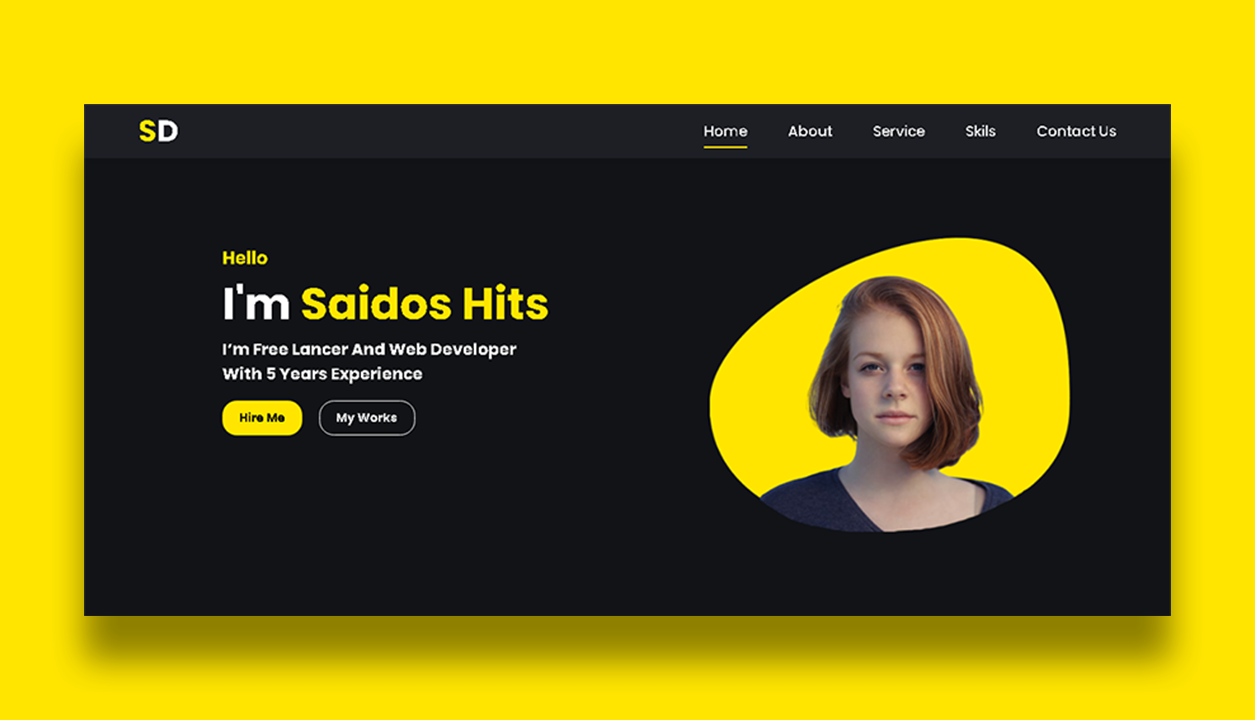 SD
Home About Service Skils Contact Us
Hello
I'm Saidos Hits
I’m Free Lancer And Web Developer
With 5 Years Experience
Hire Me My Works